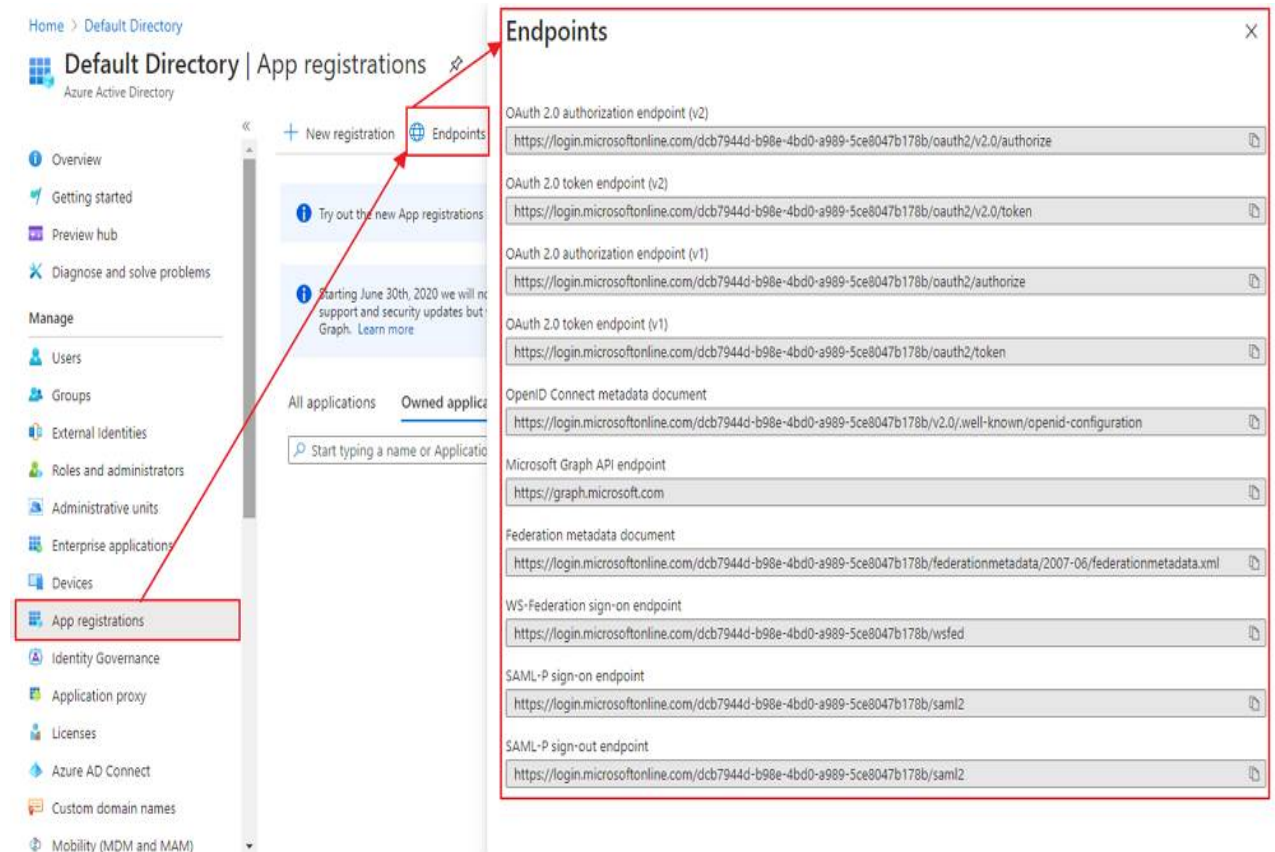 Home > Default Directory
Default Directory | App registrations
Azure Active Directory
«
Overview
Getting started
Preview hub
Diagnose and solve problems
Manage
Users
Groups
External Identities
Roles and administrators
Administrative units
Enterprise applications
Devices
App registrations
Identity Governance
Application proxy
Licenses
Azure AD Connect
Custom domain names
Mobility (MDM and MAM)
+ New registration Endpoints
Try out the new App registrations
Starting June 30th, 2020 we will
support and security updates but
Graph. Learn more
All applications Owned applica
Start typing a name or Applicatio
Endpoints
OAuth 2.0 authorization endpoint (v2)
https://login.microsoftonline.com/dcb7944d-b98e-4bd0-a989-5ce8047b178b/oauth2/v2.0/authorize
OAuth 2.0 token endpoint (v2)
https://login.microsoftonline.com/dcb7944d-b98e-4bd0-a989-5ce8047b178b/oauth2/v2.0/token
OAuth 2.0 authorization endpoint (v1)
https://login.microsoftonline.com/dcb7944d-b98e-4bd0-a989-5ce8047b178b/oauth2/authorize
OAuth 2.0 token endpoint (v1)
https://login.microsoftonline.com/dcb7944d-b98e-4bd0-a989-5ce8047b178b/oauth2/token
OpenID Connect metadata document
https://login.microsoftonline.com/dcb7944d-b98e-4bd0-a989-5ce8047b178b/v2.0/.well-known/openid-configuration
Microsoft Graph API endpoint
https://graph.microsoft.com
Federation metadata document
https://login.microsoftonline.com/dcb7944d-b98e-4bd0-a989-5ce8047b178b/federationmetadata/2007-06/federationmetadata.xml
WS-Federation sign-on endpoint
https://login.microsoftonline.com/dcb7944d-b98e-4bd0-a989-5ce8047b178b/wsfed
SAML-P sign-on endpoint
https://login.microsoftonline.com/dcb7944d-b98e-4bd0-a989-5ce8047b178b/saml2
SAML-P sign-out endpoint
https://login.microsoftonline.com/dcb7944d-b98e-4bd0-a989-5ce8047b178b/saml2